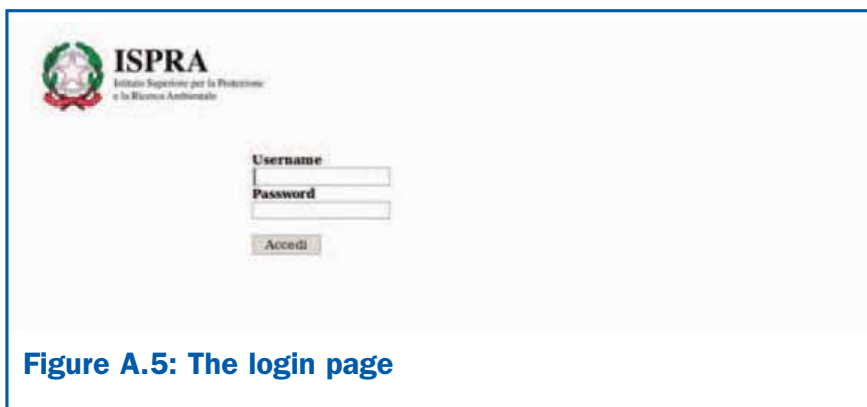 ISPRA
Istituto Superiore per la Protezione
e la Ricerca Ambientale
Username
Password
Accedi
Figure A.5: The login page